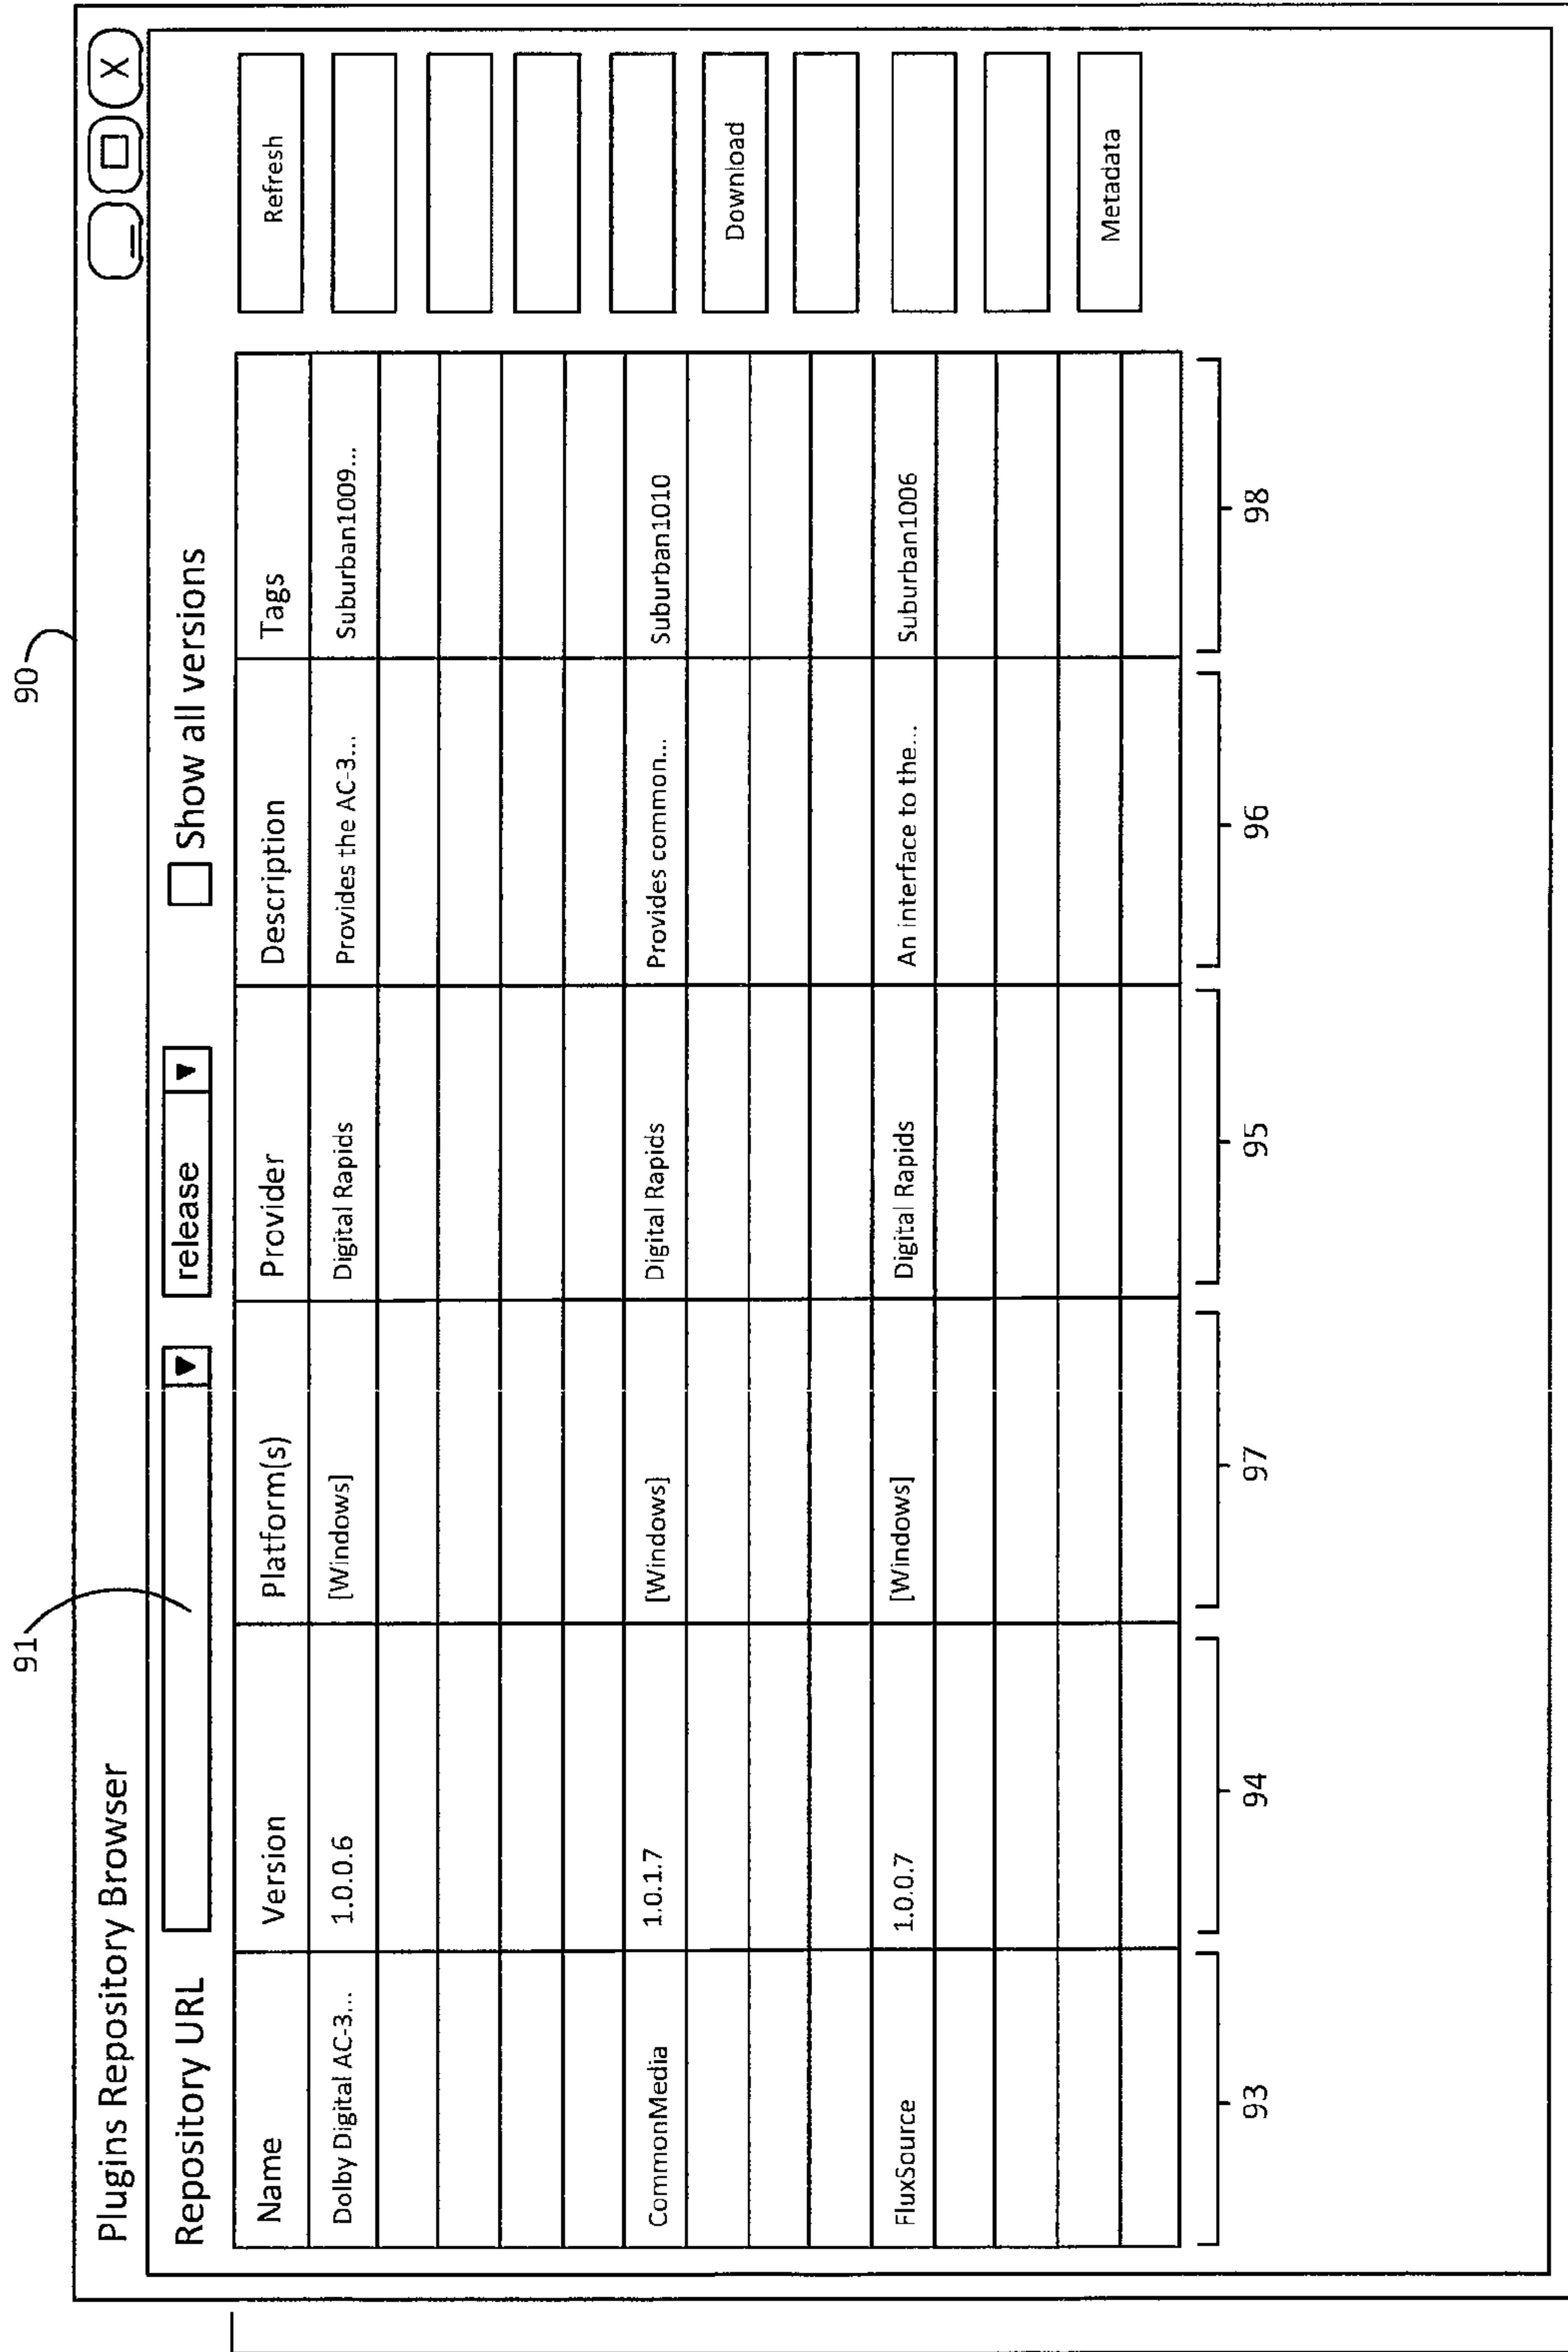 90
91
Plugins Repository Browser
X
Repository URL
release
Show all versions
Name Version Platform(s) Provider Description Tags
Dolby Digital AC-3... 1.0.0.6 [Windows] Digital Rapids Provides the AC-3... Suburban1009...
CommonMedia 1.0.1.7 [Windows] Digital Rapids Provides common... Suburban1010
FluxSource 1.0.0.7 [Windows] Digital Rapids An interface to the... Suburban1006
Refresh
Download
Metadata
93 94 97 95 96 98